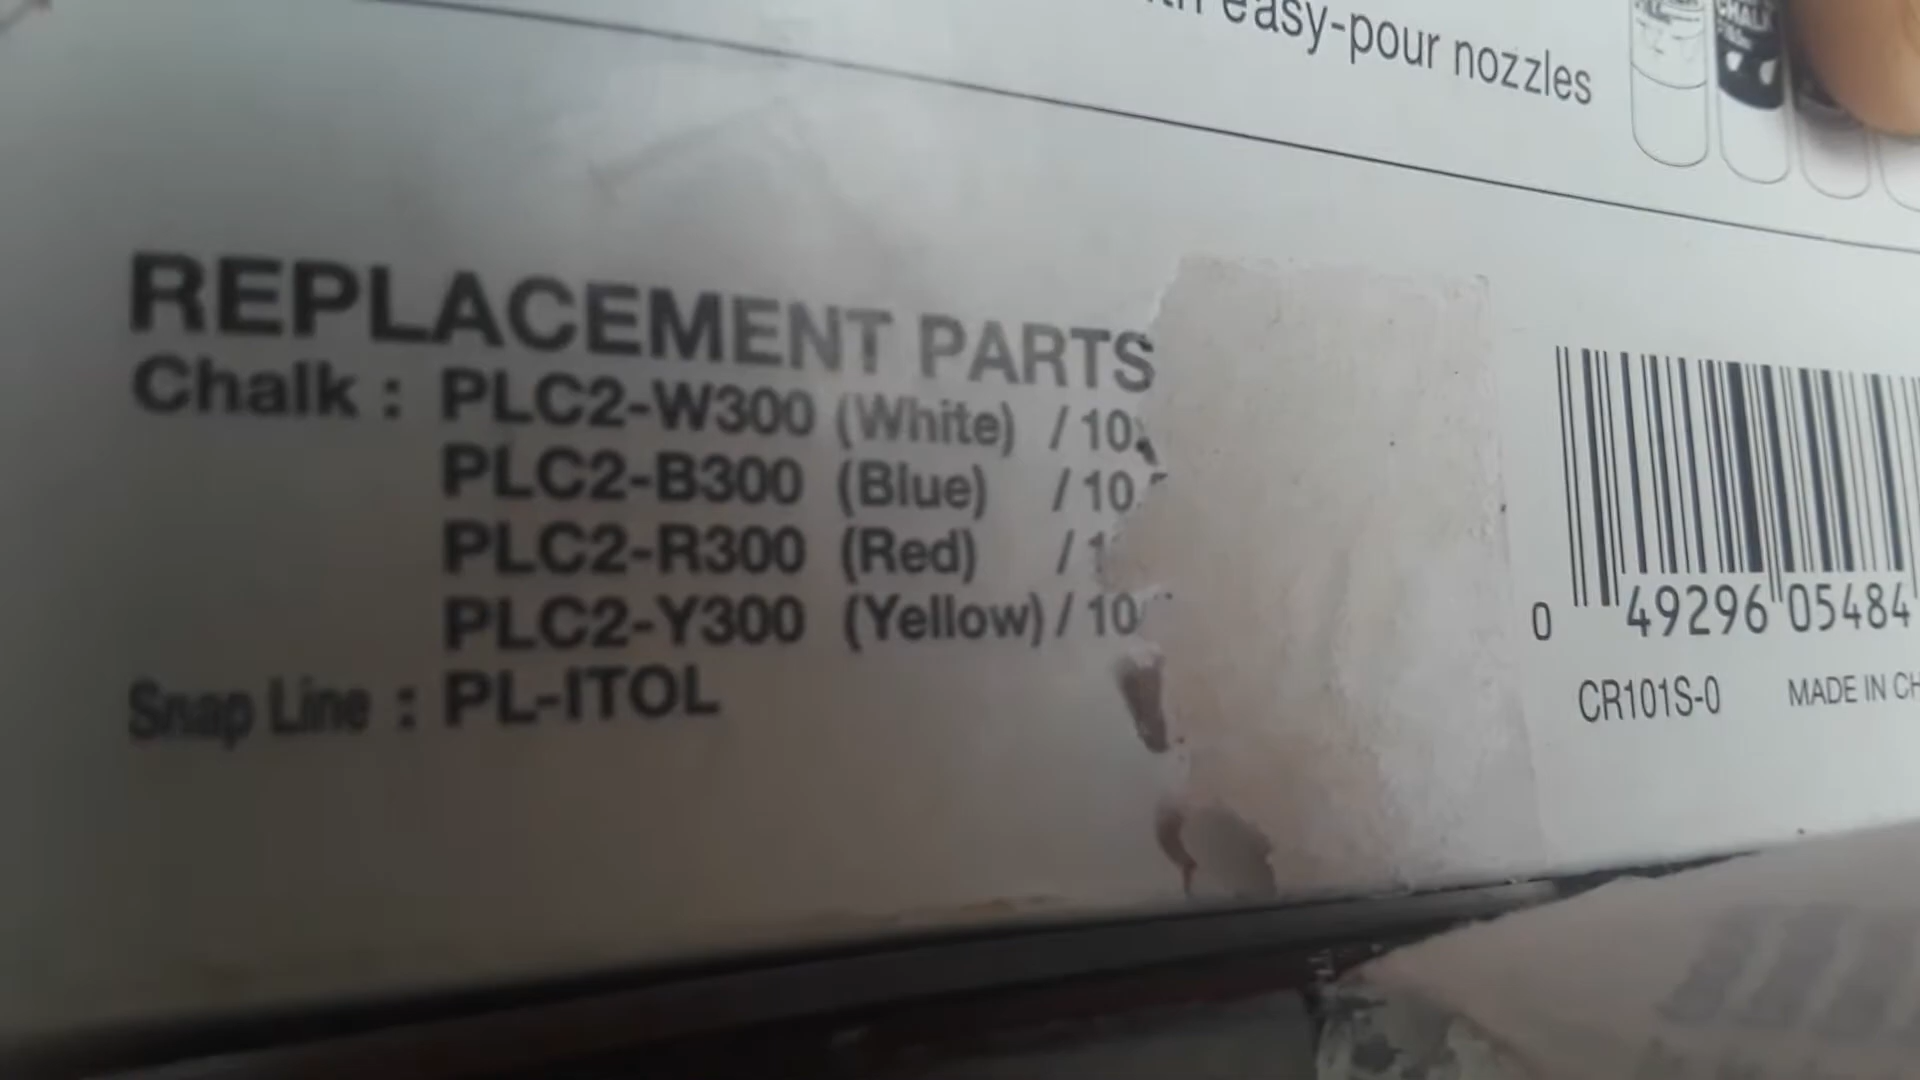 easy-pour nozzles
REPLACEMENT PARTS
Chalk : PLC2-W300 (White) / 10
PLC2-B300 (Blue) / 10.
PLC2-R300 (Red) / 1
PLC2-Y300 (Yellow) / 10
Snap Line : PL-ITOL
0 49296 05484
CR101S-0 MADE IN CH